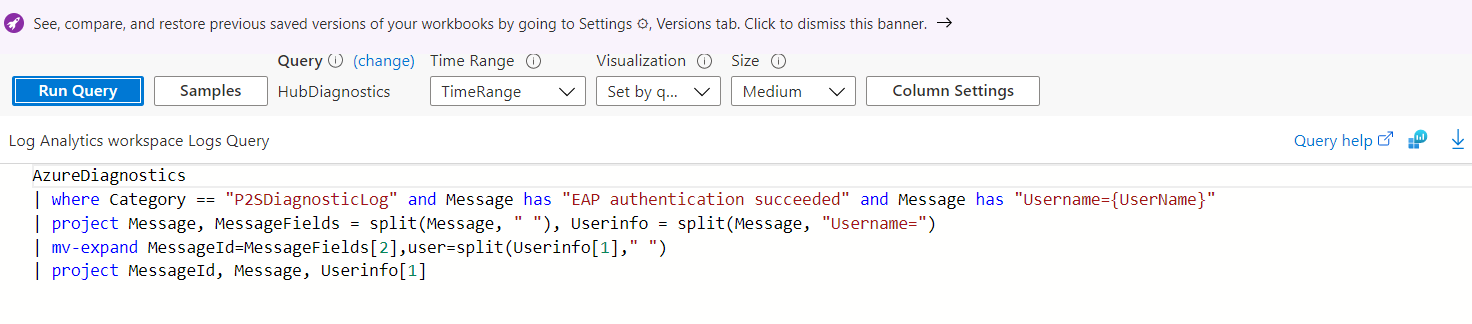 See, compare, and restore previous saved versions of your workbooks by going to Settings ⚙, Versions tab. Click to dismiss this banner. →
Query (change) Time Range Visualization Size
Run Query Samples HubDiagnostics TimeRange Set by q... Medium Column Settings
Log Analytics workspace Logs Query Query help
AzureDiagnostics
| where Category == "P2SDiagnosticLog" and Message has "EAP authentication succeeded" and Message has "Username={UserName}"
| project Message, MessageFields = split(Message, " "), Userinfo = split(Message, "Username=")
| mv-expand MessageId=MessageFields[2],user=split(Userinfo[1]," ")
| project MessageId, Message, Userinfo[1]